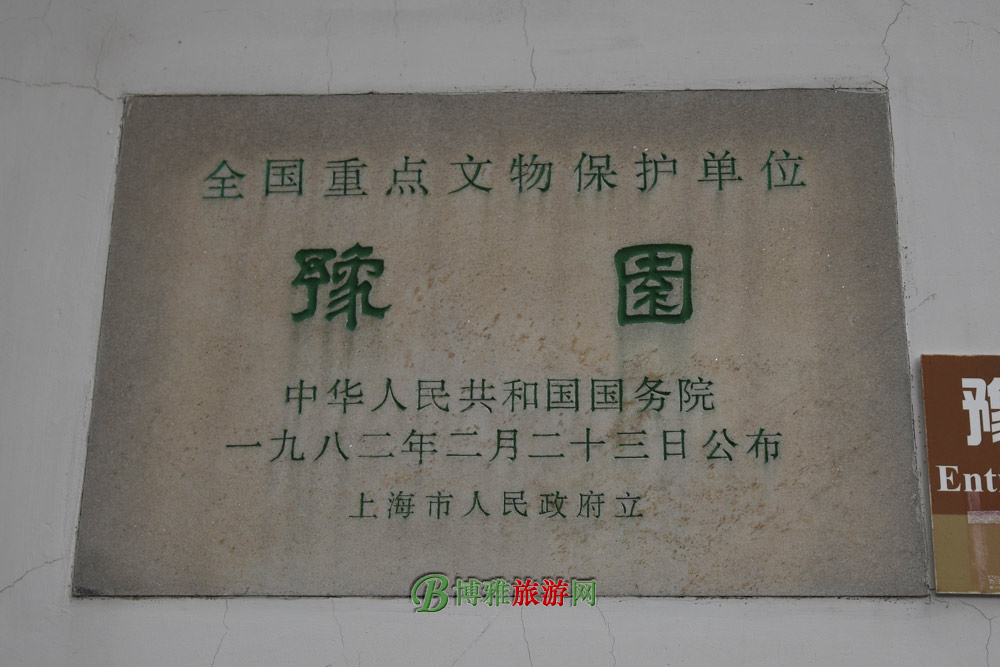 全国重点文物保护单位
豫园
中华人民共和国国务院
一九八二年二月二十三日公布
上海市人民政府立
豫
Ent
博雅旅游网